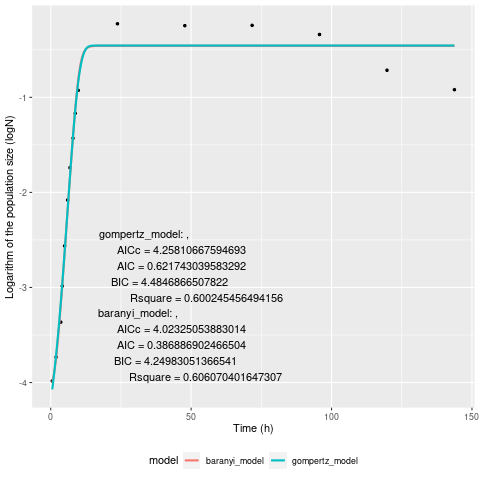 Logarithm of the population size (logN)
-1
-2
-3
-4
gompertz_model: ,
AICc = 4.25810667594693
AIC = 0.621743039583292
BIC = 4.4846866507822
Rsquare = 0.600245456494156
baranyi_model: ,
AICc = 4.02325053883014
AIC = 0.386886902466504
BIC = 4.24983051366541
Rsquare = 0.606070401647307
0 50 100 150
Time (h)
model baranyi_model gompertz_model